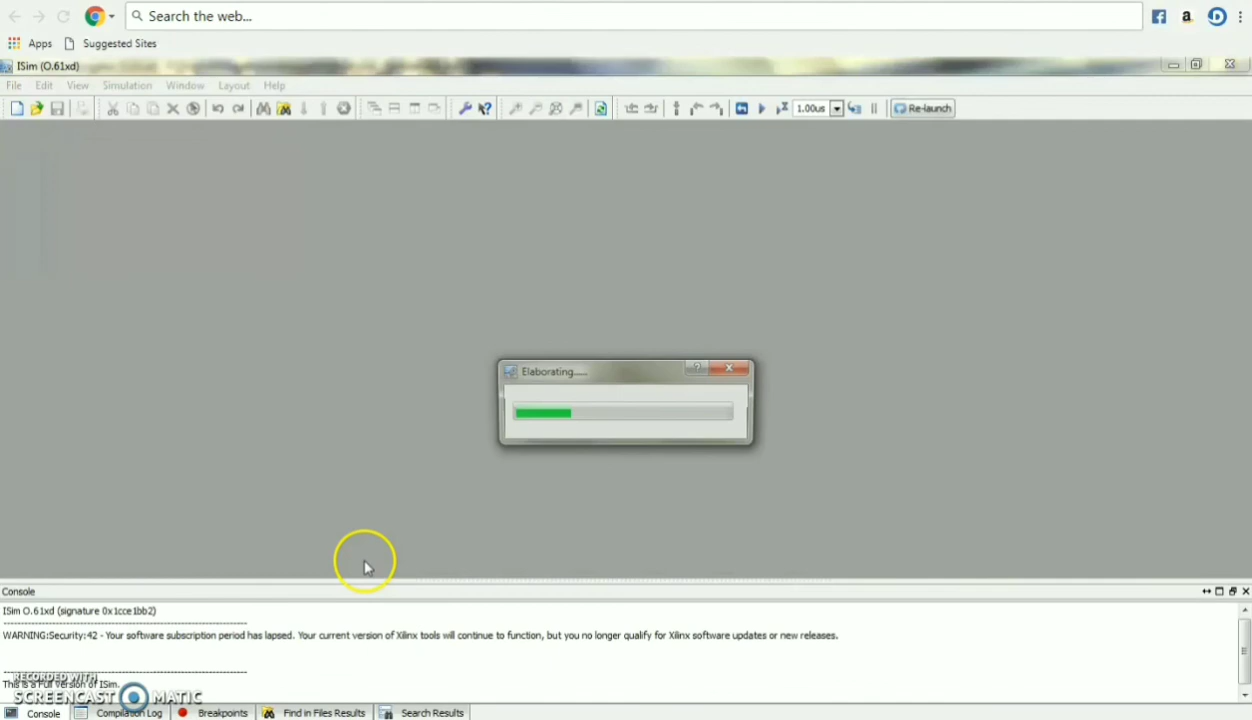 Search the web...
Apps Suggested Sites
ISim (O.61xd)
File Edit View Simulation Window Layout Help
1.00us Re-launch
Elaborating......
Console
ISim O.61xd (signature 0x1cce1bb2)
WARNING:Security:42 - Your software subscription period has lapsed. Your current version of Xilinx tools will continue to function, but you no longer qualify for Xilinx software updates or new releases.
This is a Full version of ISim.
RECORDED WITH
SCREENCAST MATIC
Console Compilation Log Breakpoints Find in Files Results Search Results